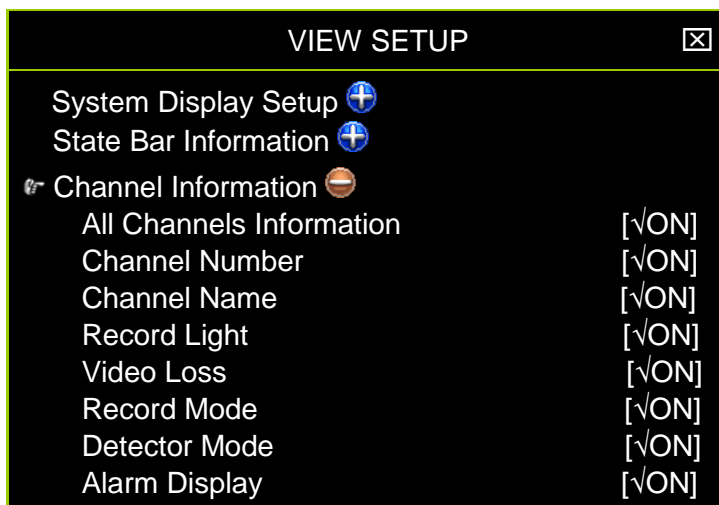 VIEW SETUP
System Display Setup
State Bar Information
Channel Information
All Channels Information [√ON]
Channel Number [√ON]
Channel Name [√ON]
Record Light [√ON]
Video Loss [√ON]
Record Mode [√ON]
Detector Mode [√ON]
Alarm Display [√ON]